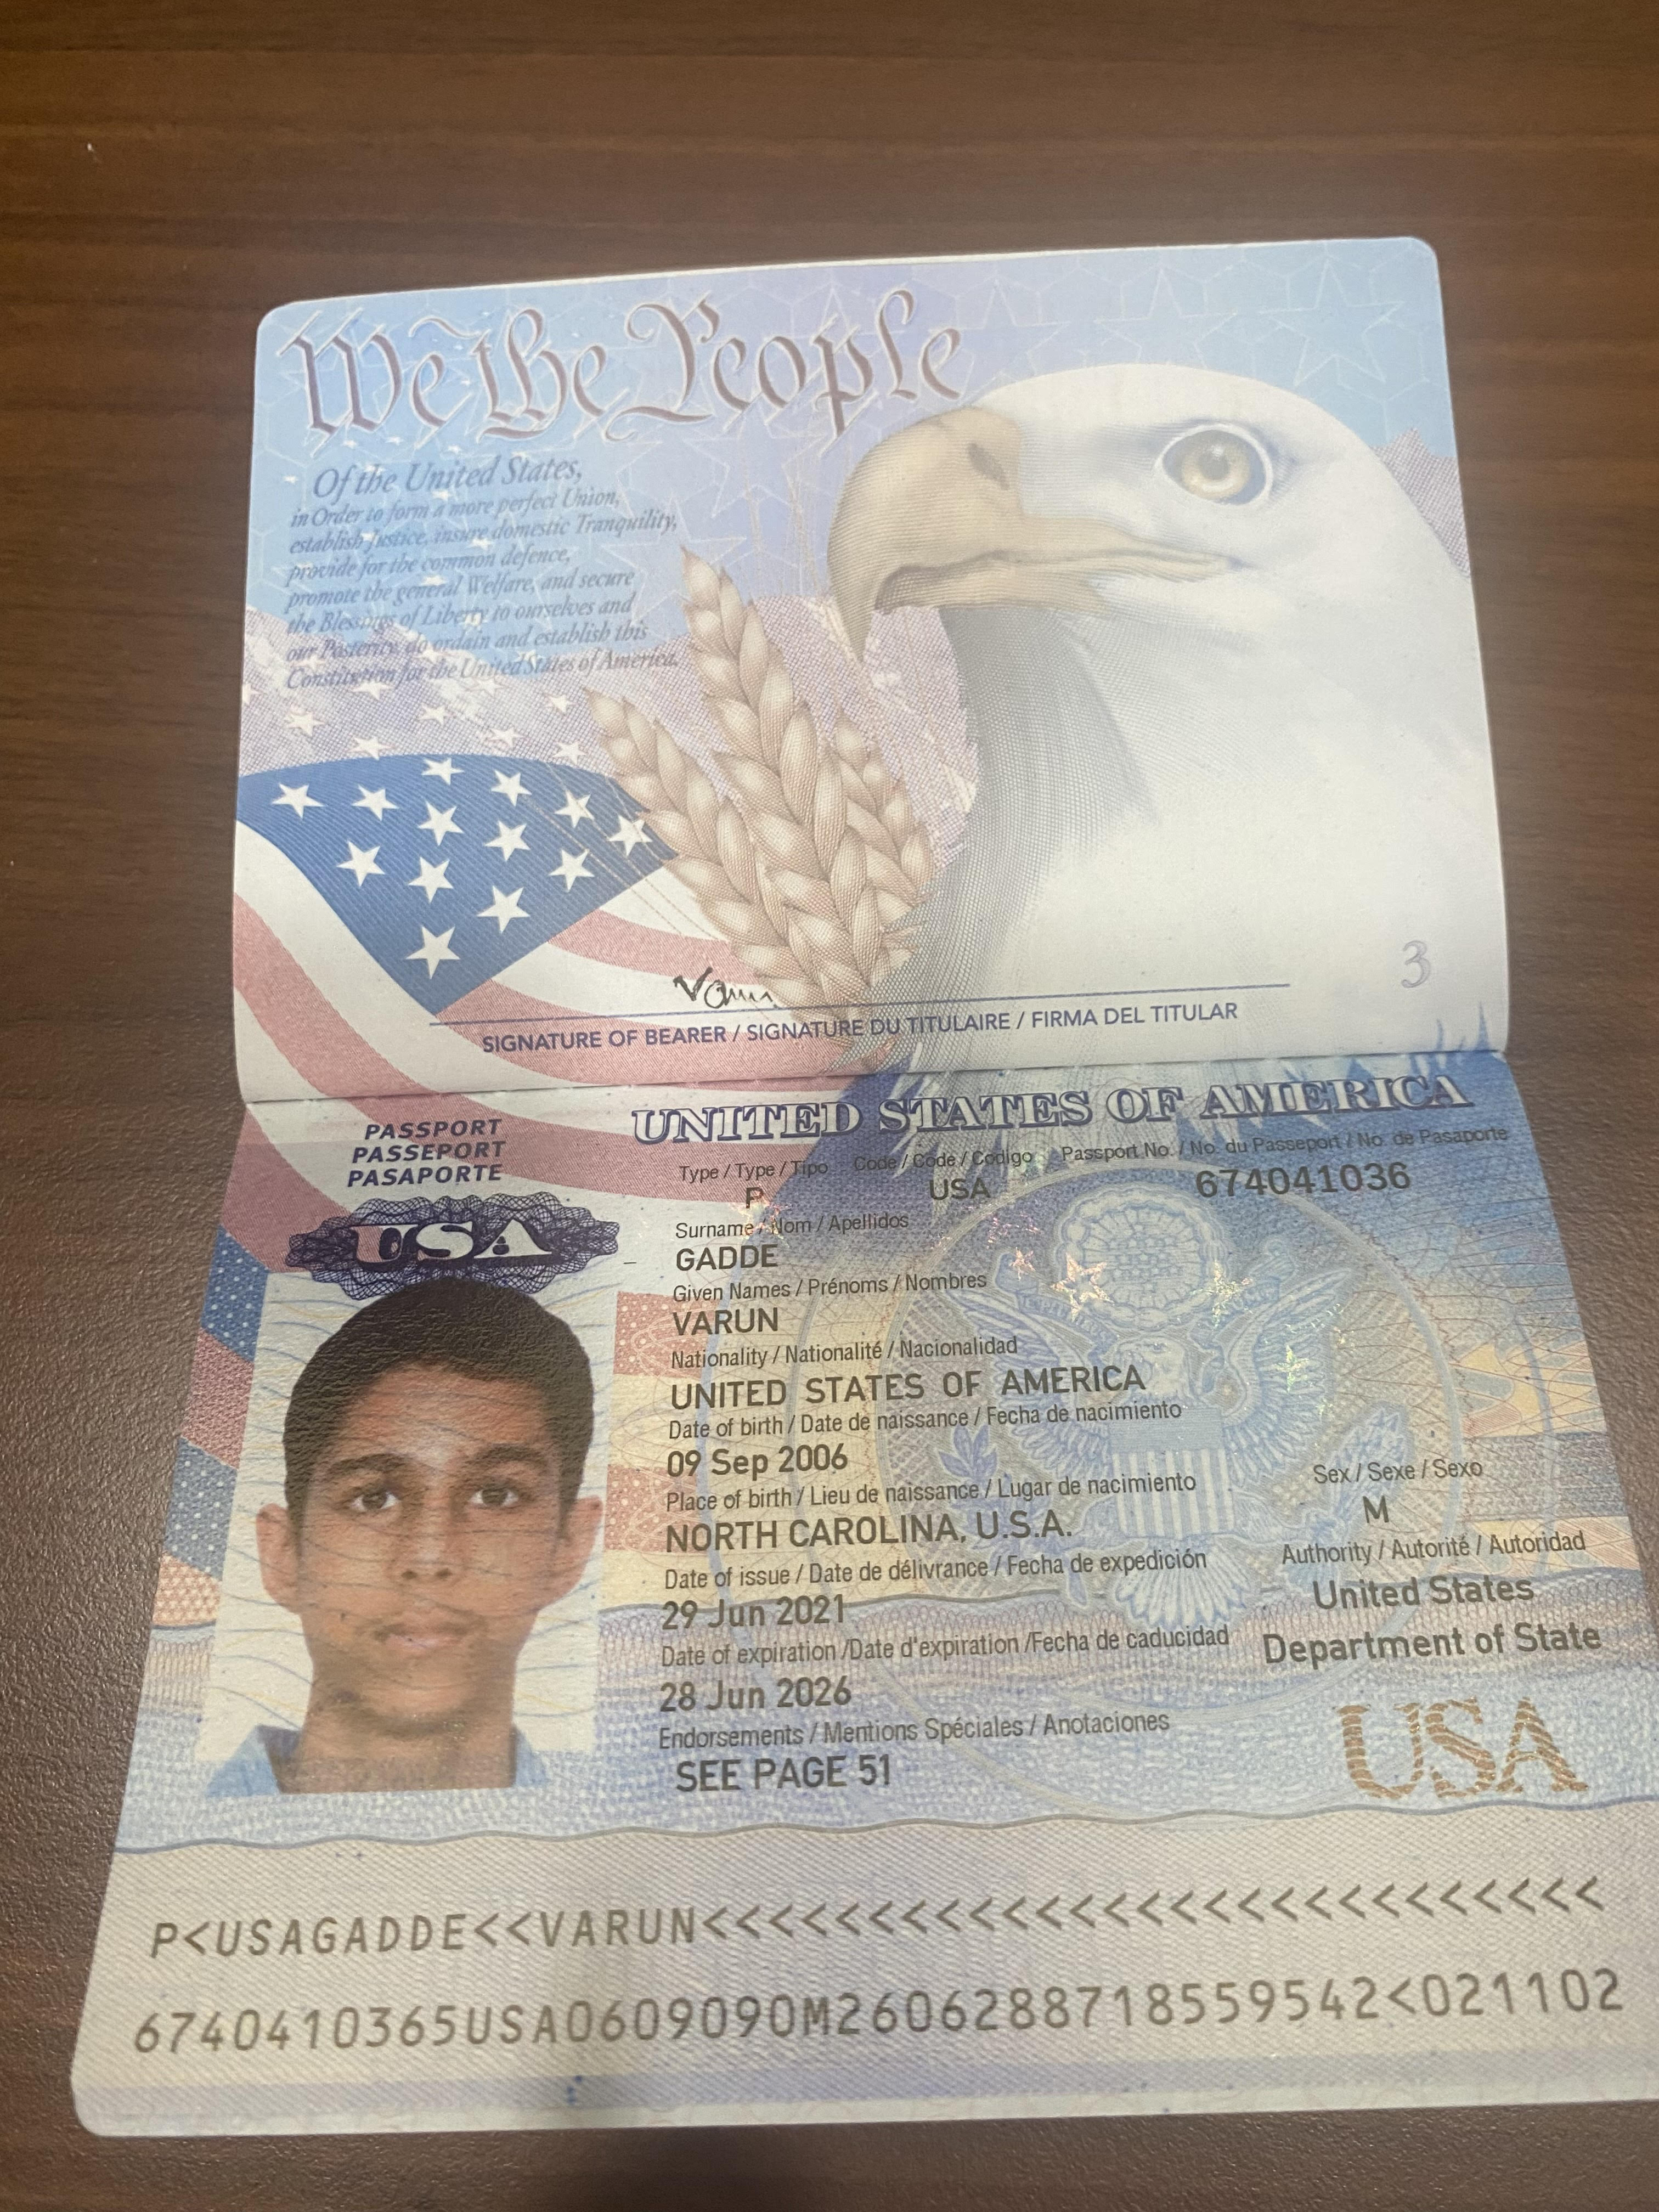 We the People
Of the United States,
in Order to form a more perfect Union,
establish Justice, insure domestic Tranquility,
provide for the common defence,
promote the general Welfare, and secure
the Blessings of Liberty to ourselves and
our Posterity, do ordain and establish this
Constitution for the United States of America.
Varun
3
SIGNATURE OF BEARER / SIGNATURE DU TITULAIRE / FIRMA DEL TITULAR
PASSPORT
PASSEPORT
PASAPORTE
USA
UNITED STATES OF AMERICA
Type / Type / Tipo Code / Code / Codigo Passport No. / No. du Passeport / No. de Pasaporte
P USA 674041036
Surname / Nom / Apellidos
GADDE
Given Names / Prénoms / Nombres
VARUN
Nationality / Nationalité / Nacionalidad
UNITED STATES OF AMERICA
Date of birth / Date de naissance / Fecha de nacimiento
09 Sep 2006
Place of birth / Lieu de naissance / Lugar de nacimiento
Sex / Sexe / Sexo
NORTH CAROLINA, U.S.A.
M
Date of issue / Date de délivrance / Fecha de expedición
Authority / Autorité / Autoridad
29 Jun 2021
United States
Date of expiration /Date d'expiration /Fecha de caducidad
Department of State
28 Jun 2026
Endorsements / Mentions Spéciales / Anotaciones
SEE PAGE 51
USA
P<USAGADDE<<VARUN<<<<<<<<<<<<<<<<<<<<<<<<<<<
6740410365USA0609090M2606288718559542<021102